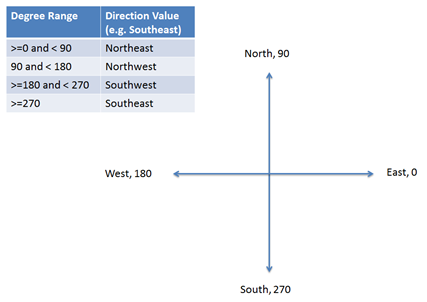 Degree Range Direction Value
(e.g. Southeast)
>=0 and < 90 Northeast
90 and < 180 Northwest
>=180 and < 270 Southwest
>=270 Southeast
North, 90
West, 180
East, 0
South, 270